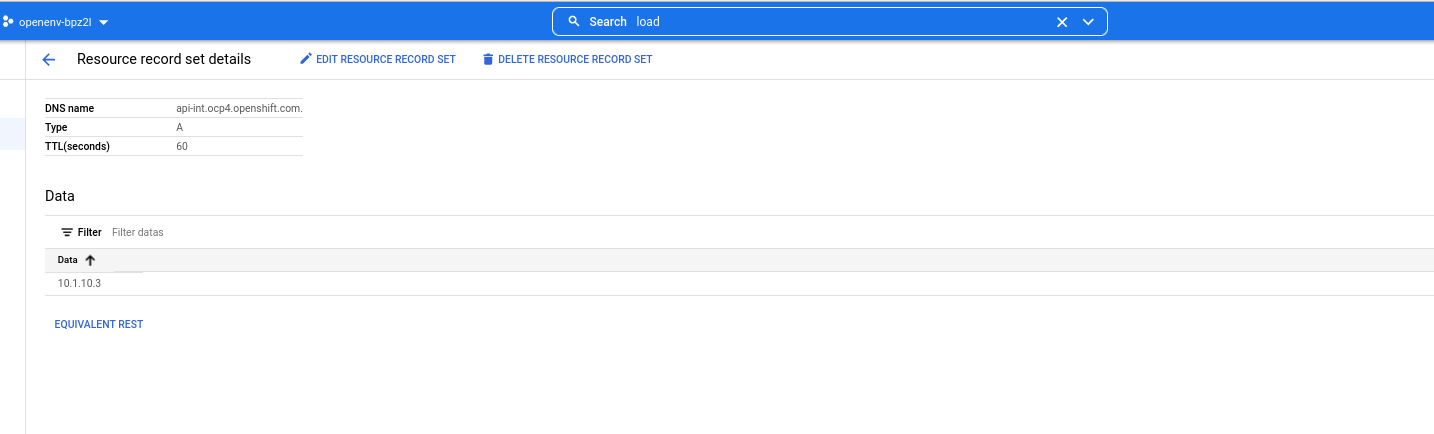 openenv-bpz2l Search load
Resource record set details EDIT RESOURCE RECORD SET DELETE RESOURCE RECORD SET
DNS name api-int.ocp4.openshift.com.
Type A
TTL(seconds) 60
Data
Filter Filter datas
Data
10.1.10.3
EQUIVALENT REST